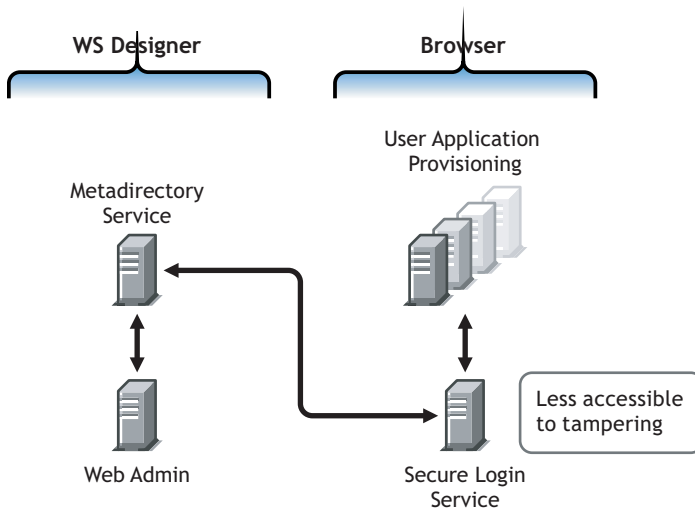 WS Designer
Browser
User Application
Provisioning
Metadirectory
Service
Less accessible
to tampering
Web Admin
Secure Login
Service